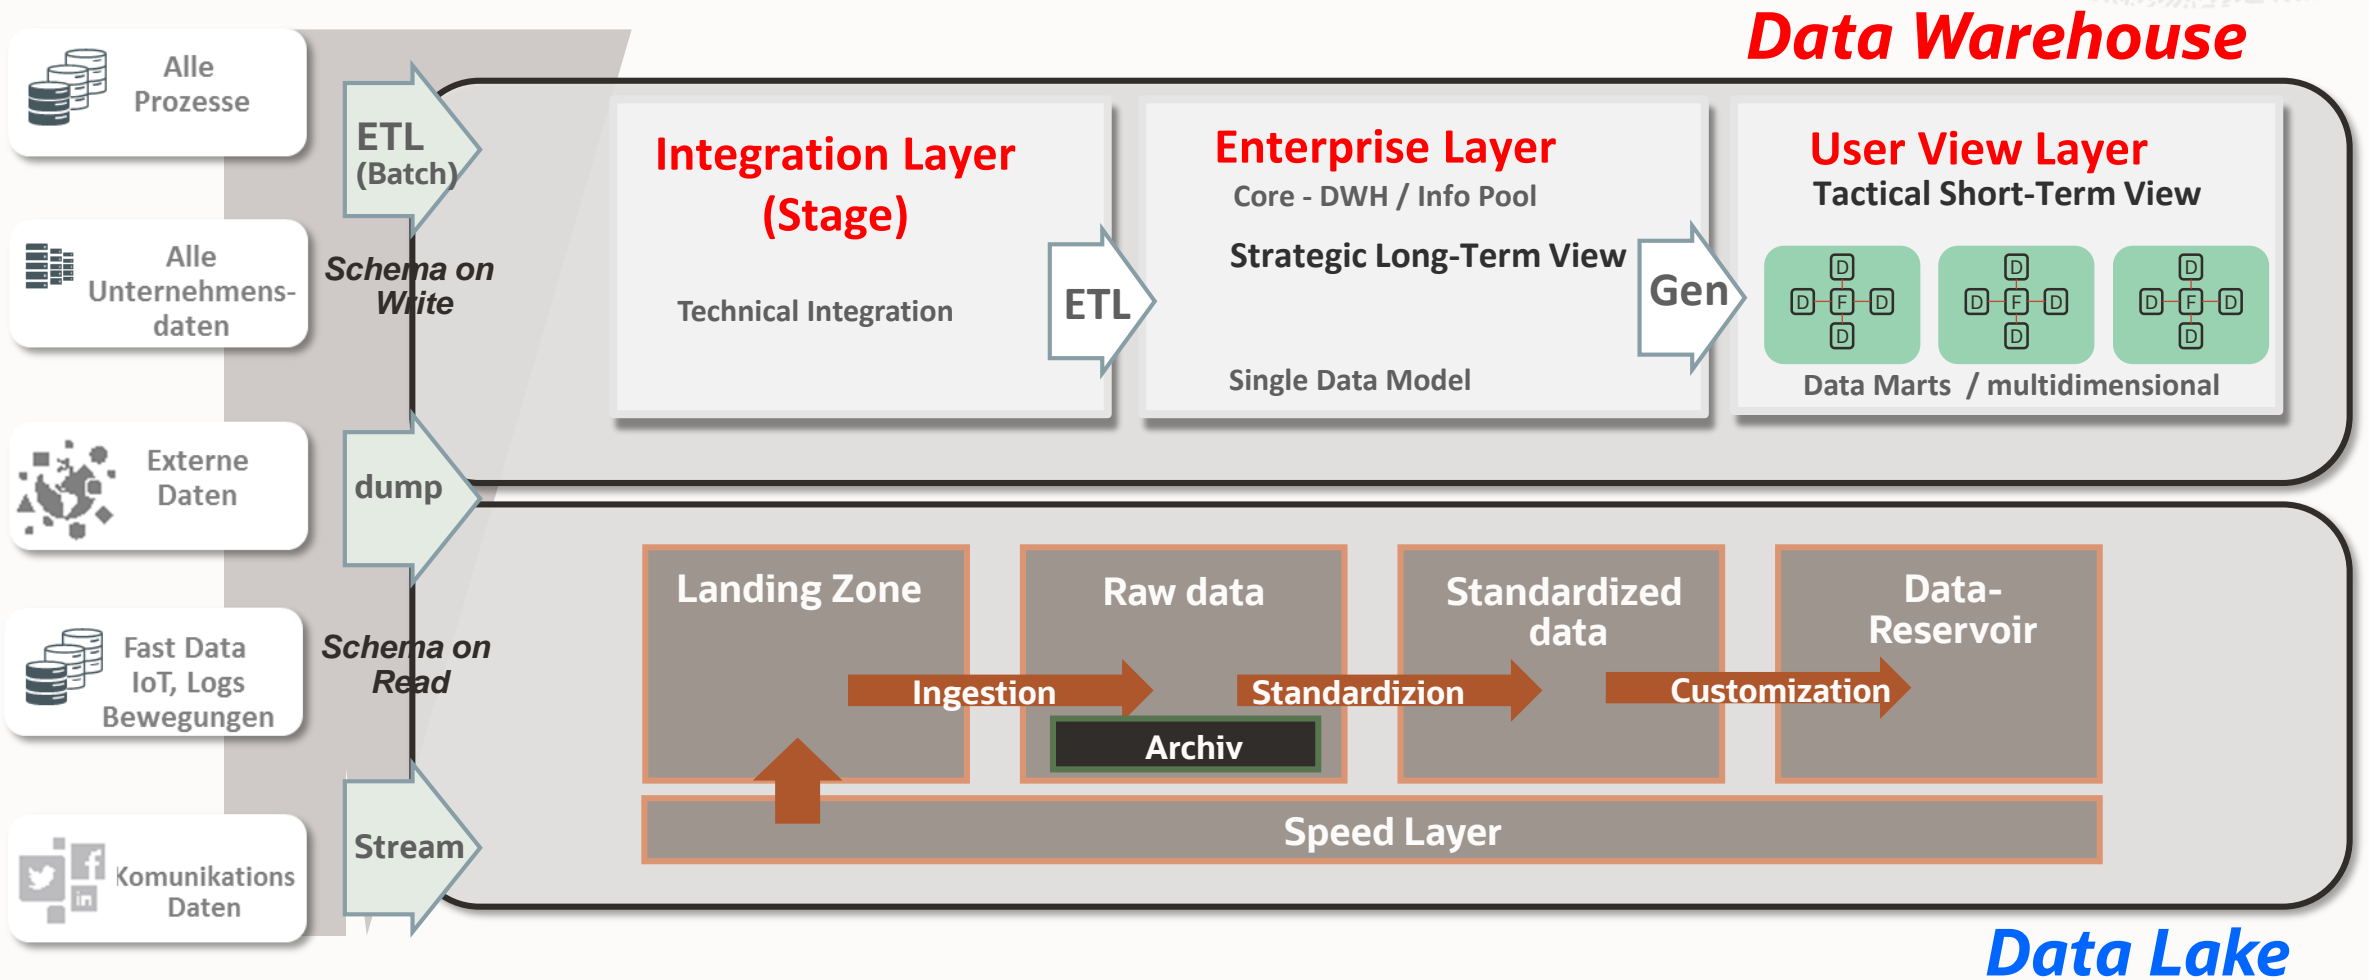 Data Warehouse
Alle
Prozesse
Alle
Unternehmens-
daten
Externe
Daten
Fast Data
IoT, Logs
Bewegungen
Komunikations
Daten
ETL
(Batch)
Schema on
Write
dump
Schema on
Read
Stream
Integration Layer
(Stage)
Technical Integration
ETL
Enterprise Layer
Core - DWH / Info Pool
Strategic Long-Term View
Single Data Model
Gen
User View Layer
Tactical Short-Term View
D
D F D
D
D
D F D
D
D
D F D
D
Data Marts / multidimensional
Landing Zone
Ingestion
Raw data
Archiv
Standardizion
Standardized
data
Customization
Data-
Reservoir
Speed Layer
Data Lake